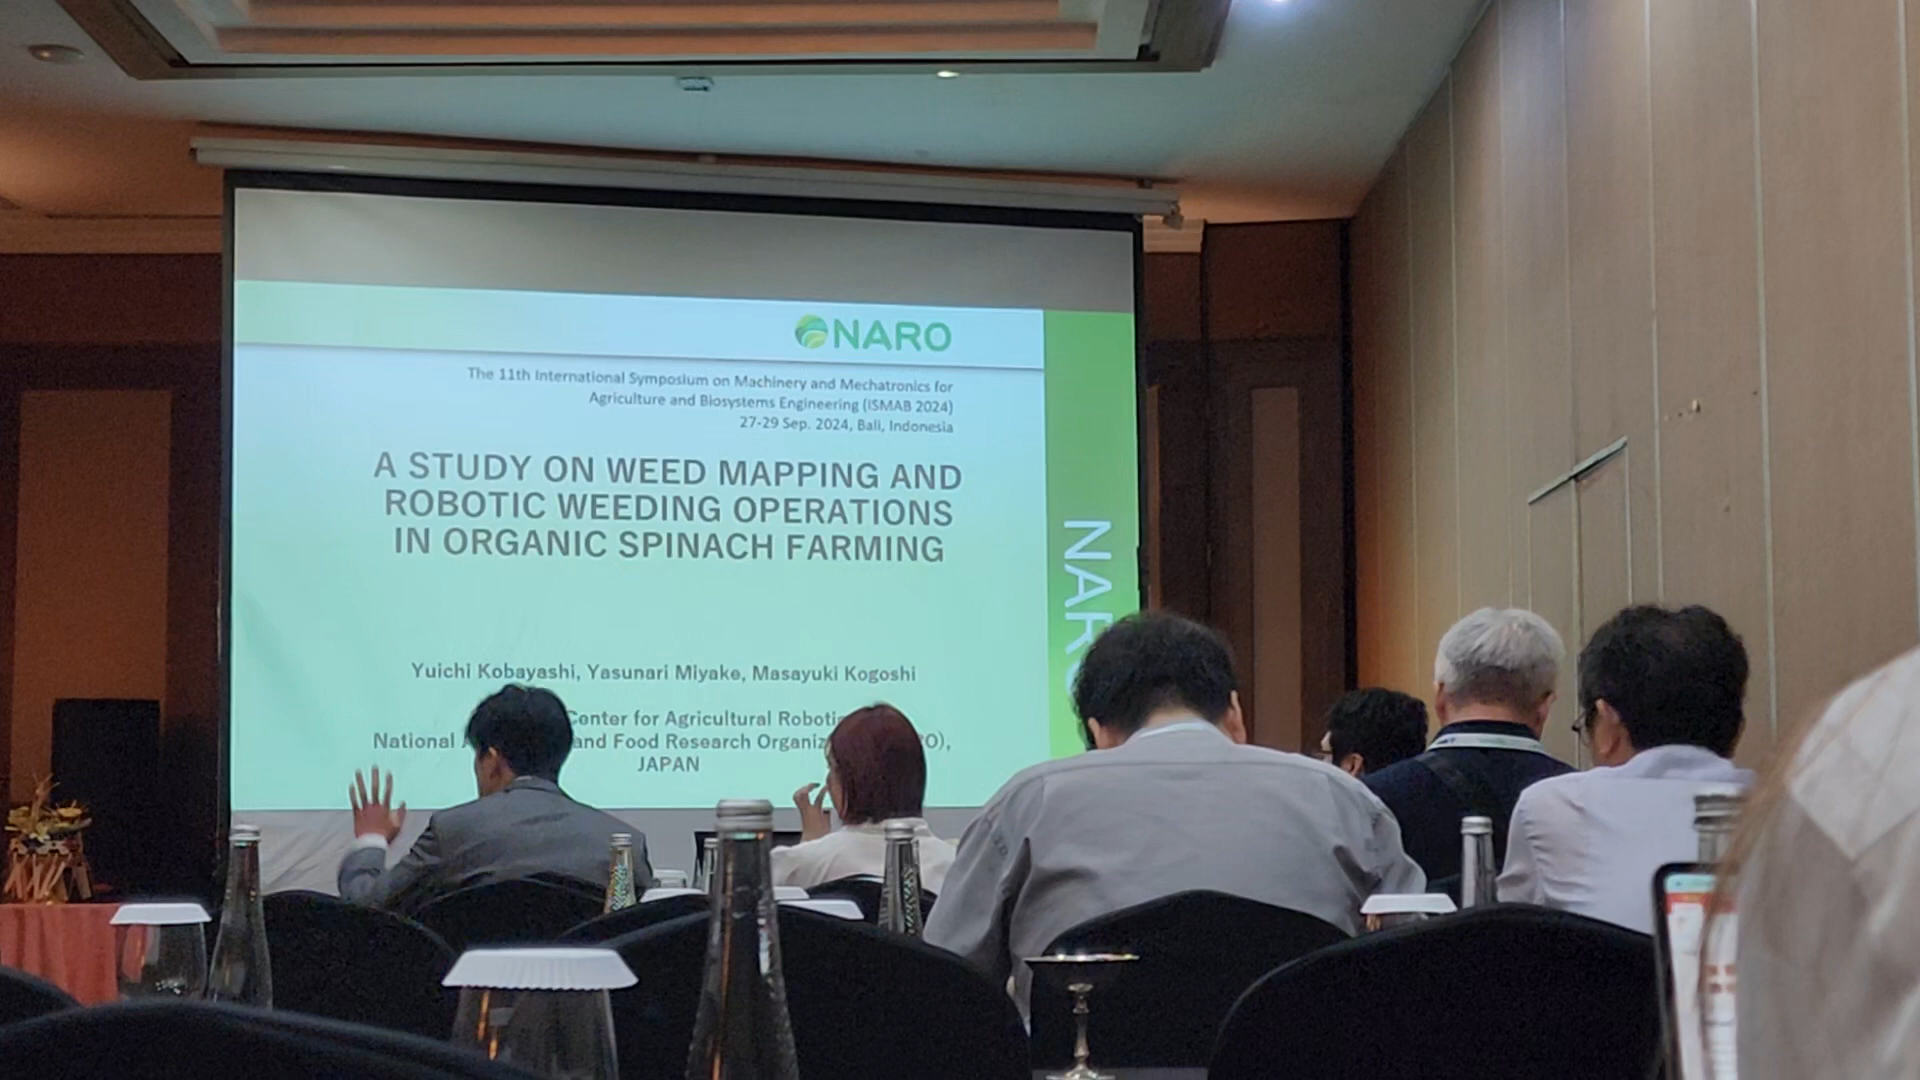 NARO
The 11th International Symposium on Machinery and Mechatronics for
Agriculture and Biosystems Engineering (ISMAB 2024)
27-29 Sep. 2024, Bali, Indonesia
A STUDY ON WEED MAPPING AND
ROBOTIC WEEDING OPERATIONS
IN ORGANIC SPINACH FARMING
Yuichi Kobayashi, Yasunari Miyake, Masayuki Kogoshi
Center for Agricultural
National and Food Research
JAPAN